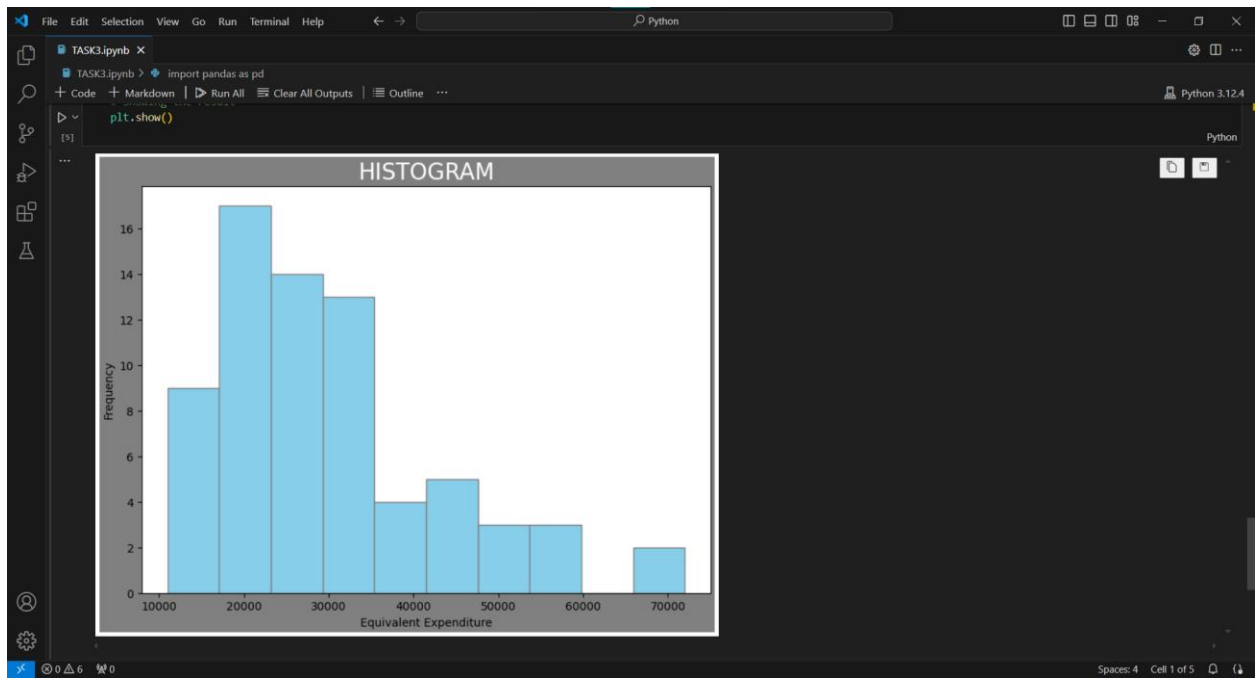 File Edit Selection View Go Run Terminal Help
Python
TASK3.ipynb
TASK3.ipynb > import pandas as pd
+ Code + Markdown | Run All Clear All Outputs | Outline ...
Python 3.12.4
plt.show()
[5]
Python
...
HISTOGRAM
16
14
12
10
8
6
4
2
0
Frequency
10000 20000 30000 40000 50000 60000 70000
Equivalent Expenditure
0 6 0
Spaces: 4 Cell 1 of 5